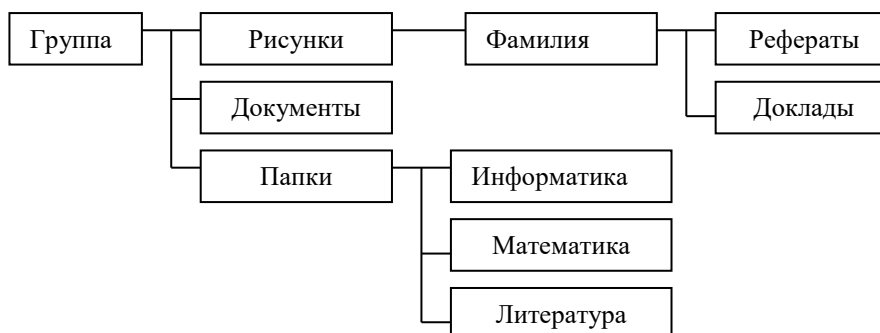 Группа Рисунки Фамилия Рефераты
Документы Доклады
Папки Информатика
Математика
Литература